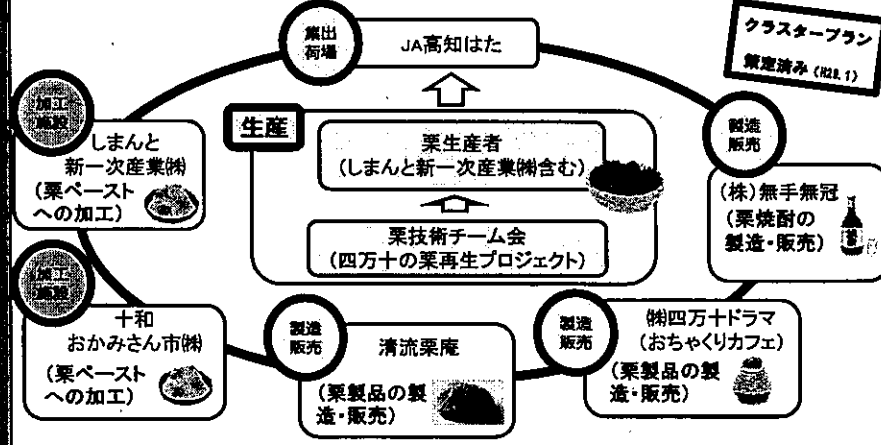 クラスタープラン
策定済み (H28.1)
集出
荷場
JA高知はた
加工
施設
しまんと
新一次産業㈱
(栗ペースト
への加工)
生産
栗生産者
(しまんと新一次産業㈱含む)
栗技術チーム会
(四万十の栗再生プロジェクト)
製造
販売
(株)無手無冠
(栗焼酎の
製造・販売)
加工
施設
十和
おかみさん市㈱
(栗ペースト
への加工)
製造
販売
清流栗庵
(栗製品の製
造・販売)
製造
販売
㈱四万十ドラマ
(おちゃくりカフェ)
(栗製品の製
造・販売)